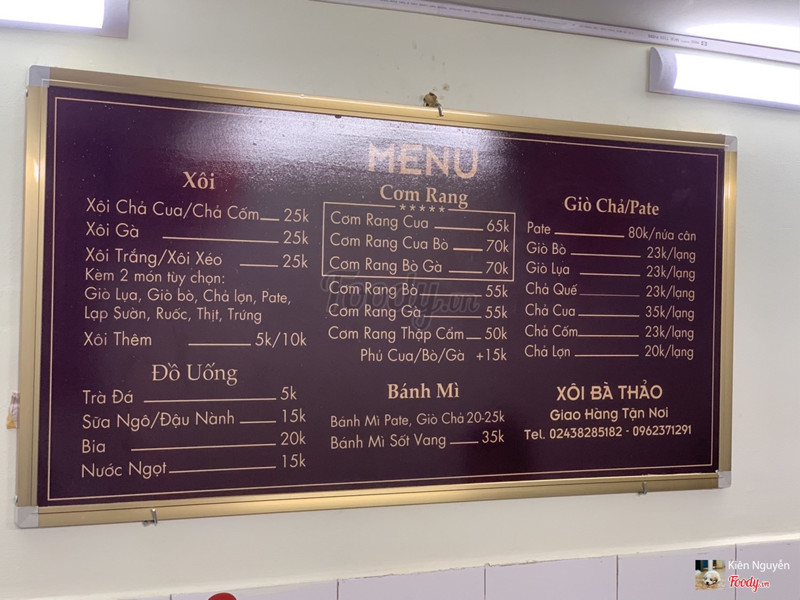 MENU
Xôi
Xôi Chả Cua/Chả Cốm 25k
Xôi Gà 25k
Xôi Trắng/Xôi Xéo 25k
Kèm 2 món tùy chọn:
Giò Lụa, Giò bò, Chả lợn, Pate,
Lạp Sườn, Ruốc, Thịt, Trứng
Xôi Thêm 5k/10k
Đồ Uống
Trà Đá 5k
Sữa Ngô/Đậu Nành 15k
Bia 20k
Nước Ngọt 15k
Cơm Rang
★★★★★
Cơm Rang Cua 65k
Cơm Rang Cua Bò 70k
Cơm Rang Bò Gà 70k
Cơm Rang Bò 55k
Cơm Rang Gà 55k
Cơm Rang Thập Cẩm 50k
Phủ Cua/Bò/Gà +15k
Bánh Mì
Bánh Mì Pate, Giò Chả 20-25k
Bánh Mì Sốt Vang 35k
Giò Chả/Pate
Pate 80k/nửa cân
Giò Bò 23k/lạng
Giò Lụa 23k/lạng
Chả Quế 23k/lạng
Chả Cua 35k/lạng
Chả Cốm 23k/lạng
Chả Lợn 20k/lạng
XÔI BÀ THẢO
Giao Hàng Tận Nơi
Tel. 02438285182 - 0962371291
Foody.vn
Kiên Nguyễn
Foody.vn